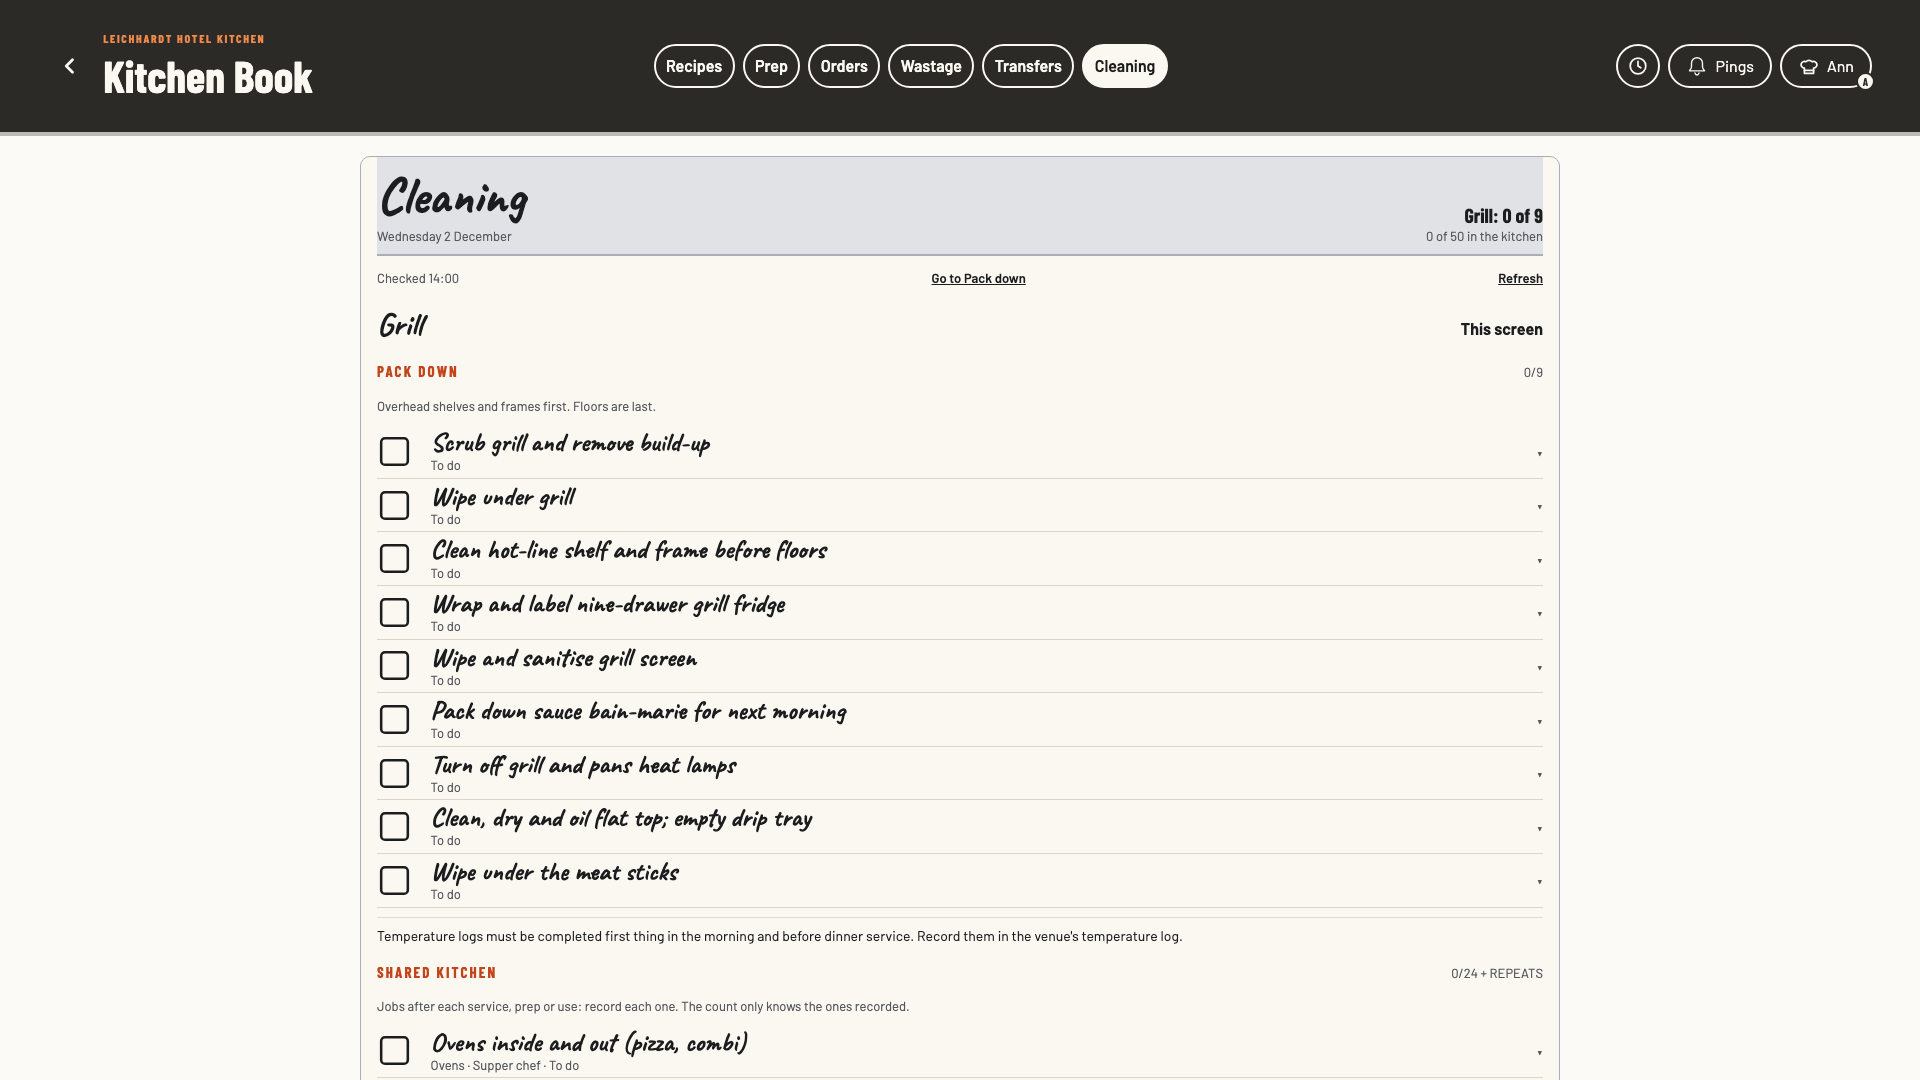 LEICHHARDT HOTEL KITCHEN
Kitchen Book
Recipes
Prep
Orders
Wastage
Transfers
Cleaning
Pings
Ann
A
Cleaning
Wednesday 2 December
Grill: 0 of 9
0 of 50 in the kitchen
Checked 14:00
Go to Pack down
Refresh
Grill
This screen
PACK DOWN
0/9
Overhead shelves and frames first. Floors are last.
Scrub grill and remove build-up
To do
Wipe under grill
To do
Clean hot-line shelf and frame before floors
To do
Wrap and label nine-drawer grill fridge
To do
Wipe and sanitise grill screen
To do
Pack down sauce bain-marie for next morning
To do
Turn off grill and pans heat lamps
To do
Clean, dry and oil flat top; empty drip tray
To do
Wipe under the meat sticks
To do
Temperature logs must be completed first thing in the morning and before dinner service. Record them in the venue's temperature log.
SHARED KITCHEN
0/24 + REPEATS
Jobs after each service, prep or use: record each one. The count only knows the ones recorded.
Ovens inside and out (pizza, combi)
Ovens · Supper chef · To do